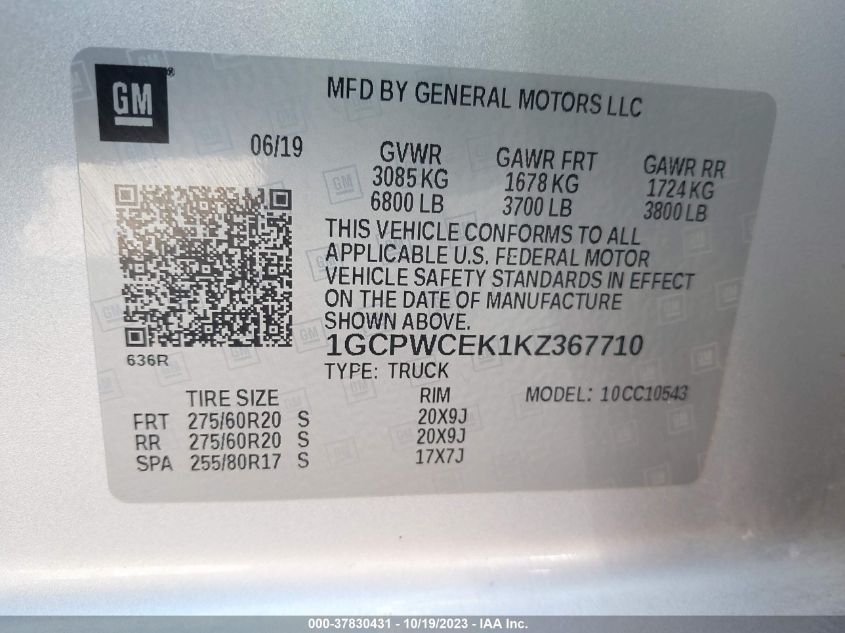 GM®
MFD BY GENERAL MOTORS LLC
06/19
GVWR GAWR FRT GAWR RR
3085 KG 1678 KG 1724 KG
6800 LB 3700 LB 3800 LB
THIS VEHICLE CONFORMS TO ALL
APPLICABLE U.S. FEDERAL MOTOR
VEHICLE SAFETY STANDARDS IN EFFECT
ON THE DATE OF MANUFACTURE
SHOWN ABOVE.
636R
1GCPWCEK1KZ367710
TYPE: TRUCK
TIRE SIZE RIM MODEL: 10CC10543
FRT 275/60R20 S 20X9J
RR 275/60R20 S 20X9J
SPA 255/80R17 S 17X7J
000-37830431 - 10/19/2023 - IAA Inc.